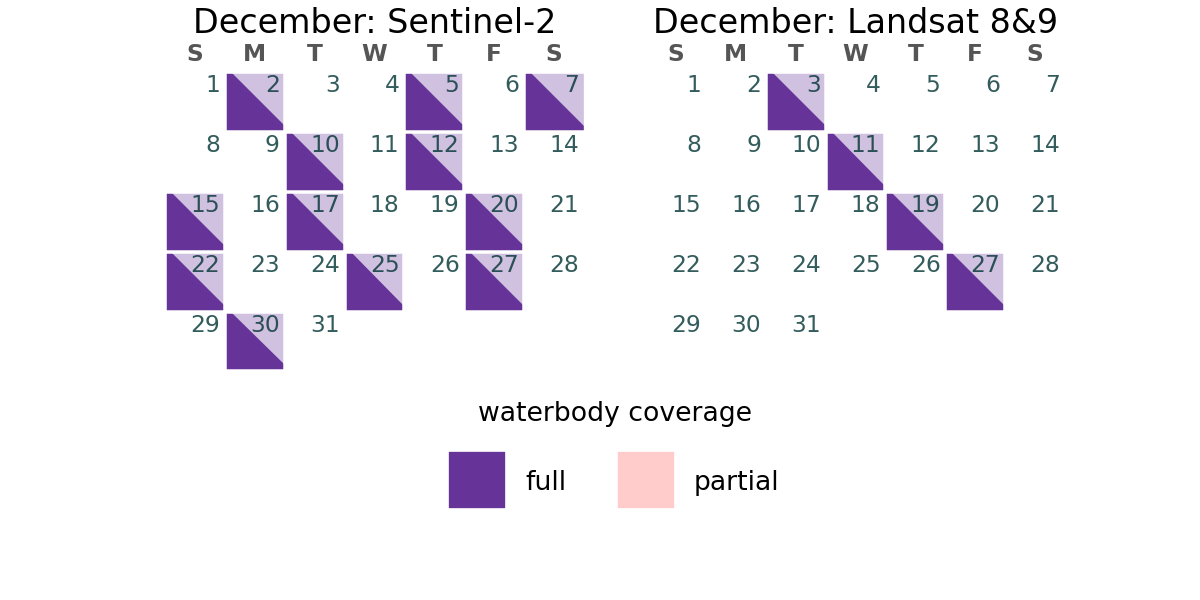 December: Sentinel-2
S M T W T F S
1 2 3 4 5 6 7
8 9 10 11 12 13 14
15 16 17 18 19 20 21
22 23 24 25 26 27 28
29 30 31
December: Landsat 8&9
S M T W T F S
1 2 3 4 5 6 7
8 9 10 11 12 13 14
15 16 17 18 19 20 21
22 23 24 25 26 27 28
29 30 31
waterbody coverage
full partial